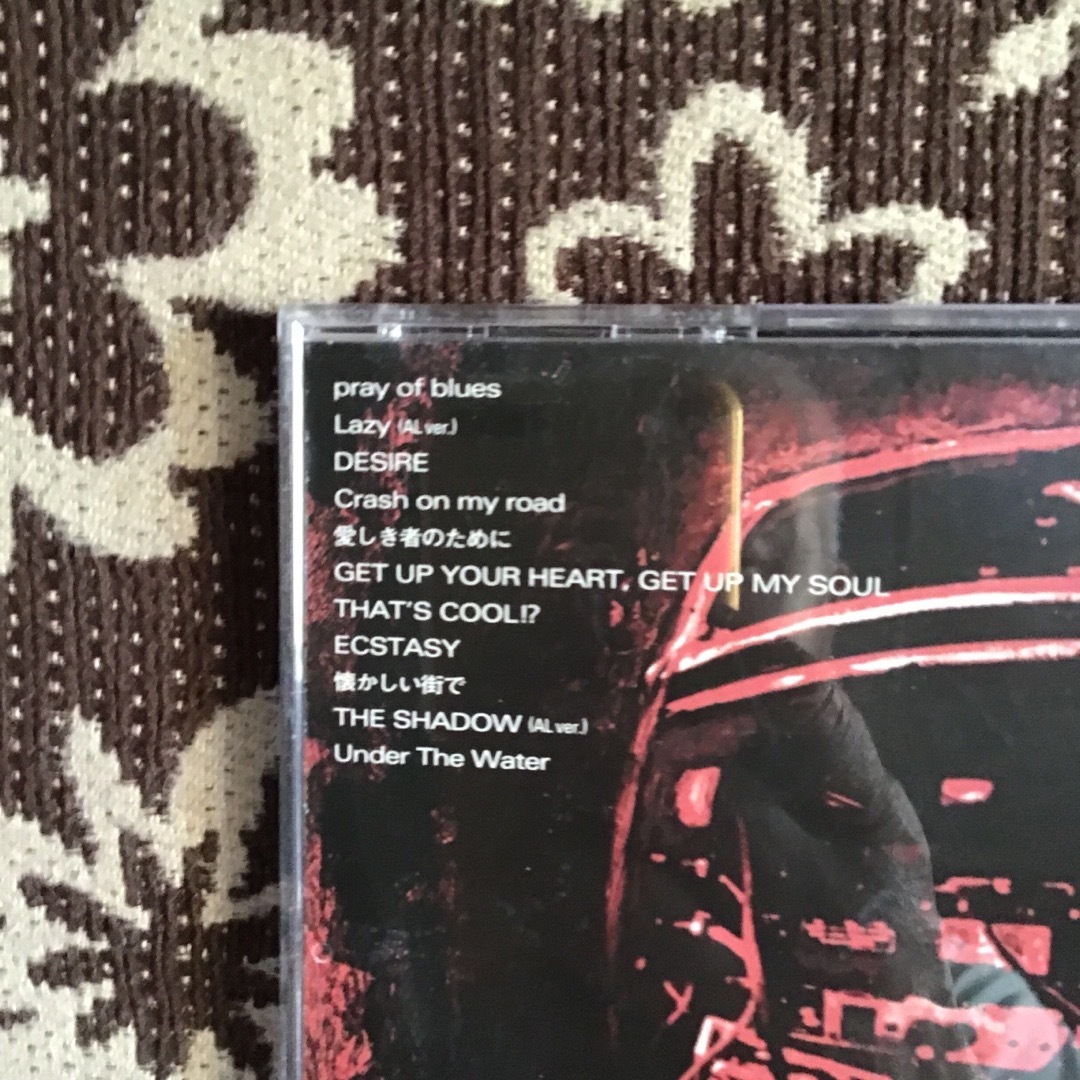 pray of blues
Lazy (AL ver.)
DESIRE
Crash on my road
愛しき者のために
GET UP YOUR HEART, GET UP MY SOUL
THAT'S COOL!?
ECSTASY
懐かしい街で
THE SHADOW (AL ver.)
Under The Water